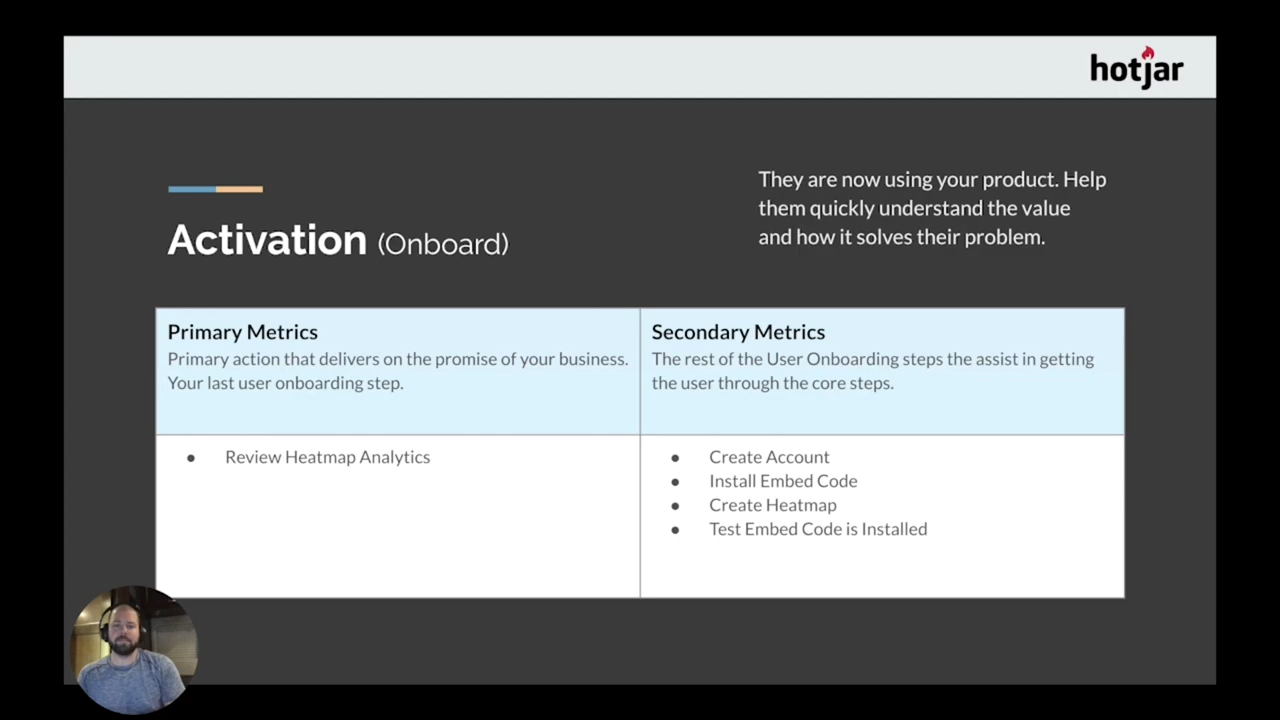 hotjar
They are now using your product. Help
them quickly understand the value
and how it solves their problem.
Activation (Onboard)
Primary Metrics
Primary action that delivers on the promise of your business.
Your last user onboarding step.
Secondary Metrics
The rest of the User Onboarding steps the assist in getting
the user through the core steps.
● Review Heatmap Analytics
● Create Account
● Install Embed Code
● Create Heatmap
● Test Embed Code is Installed